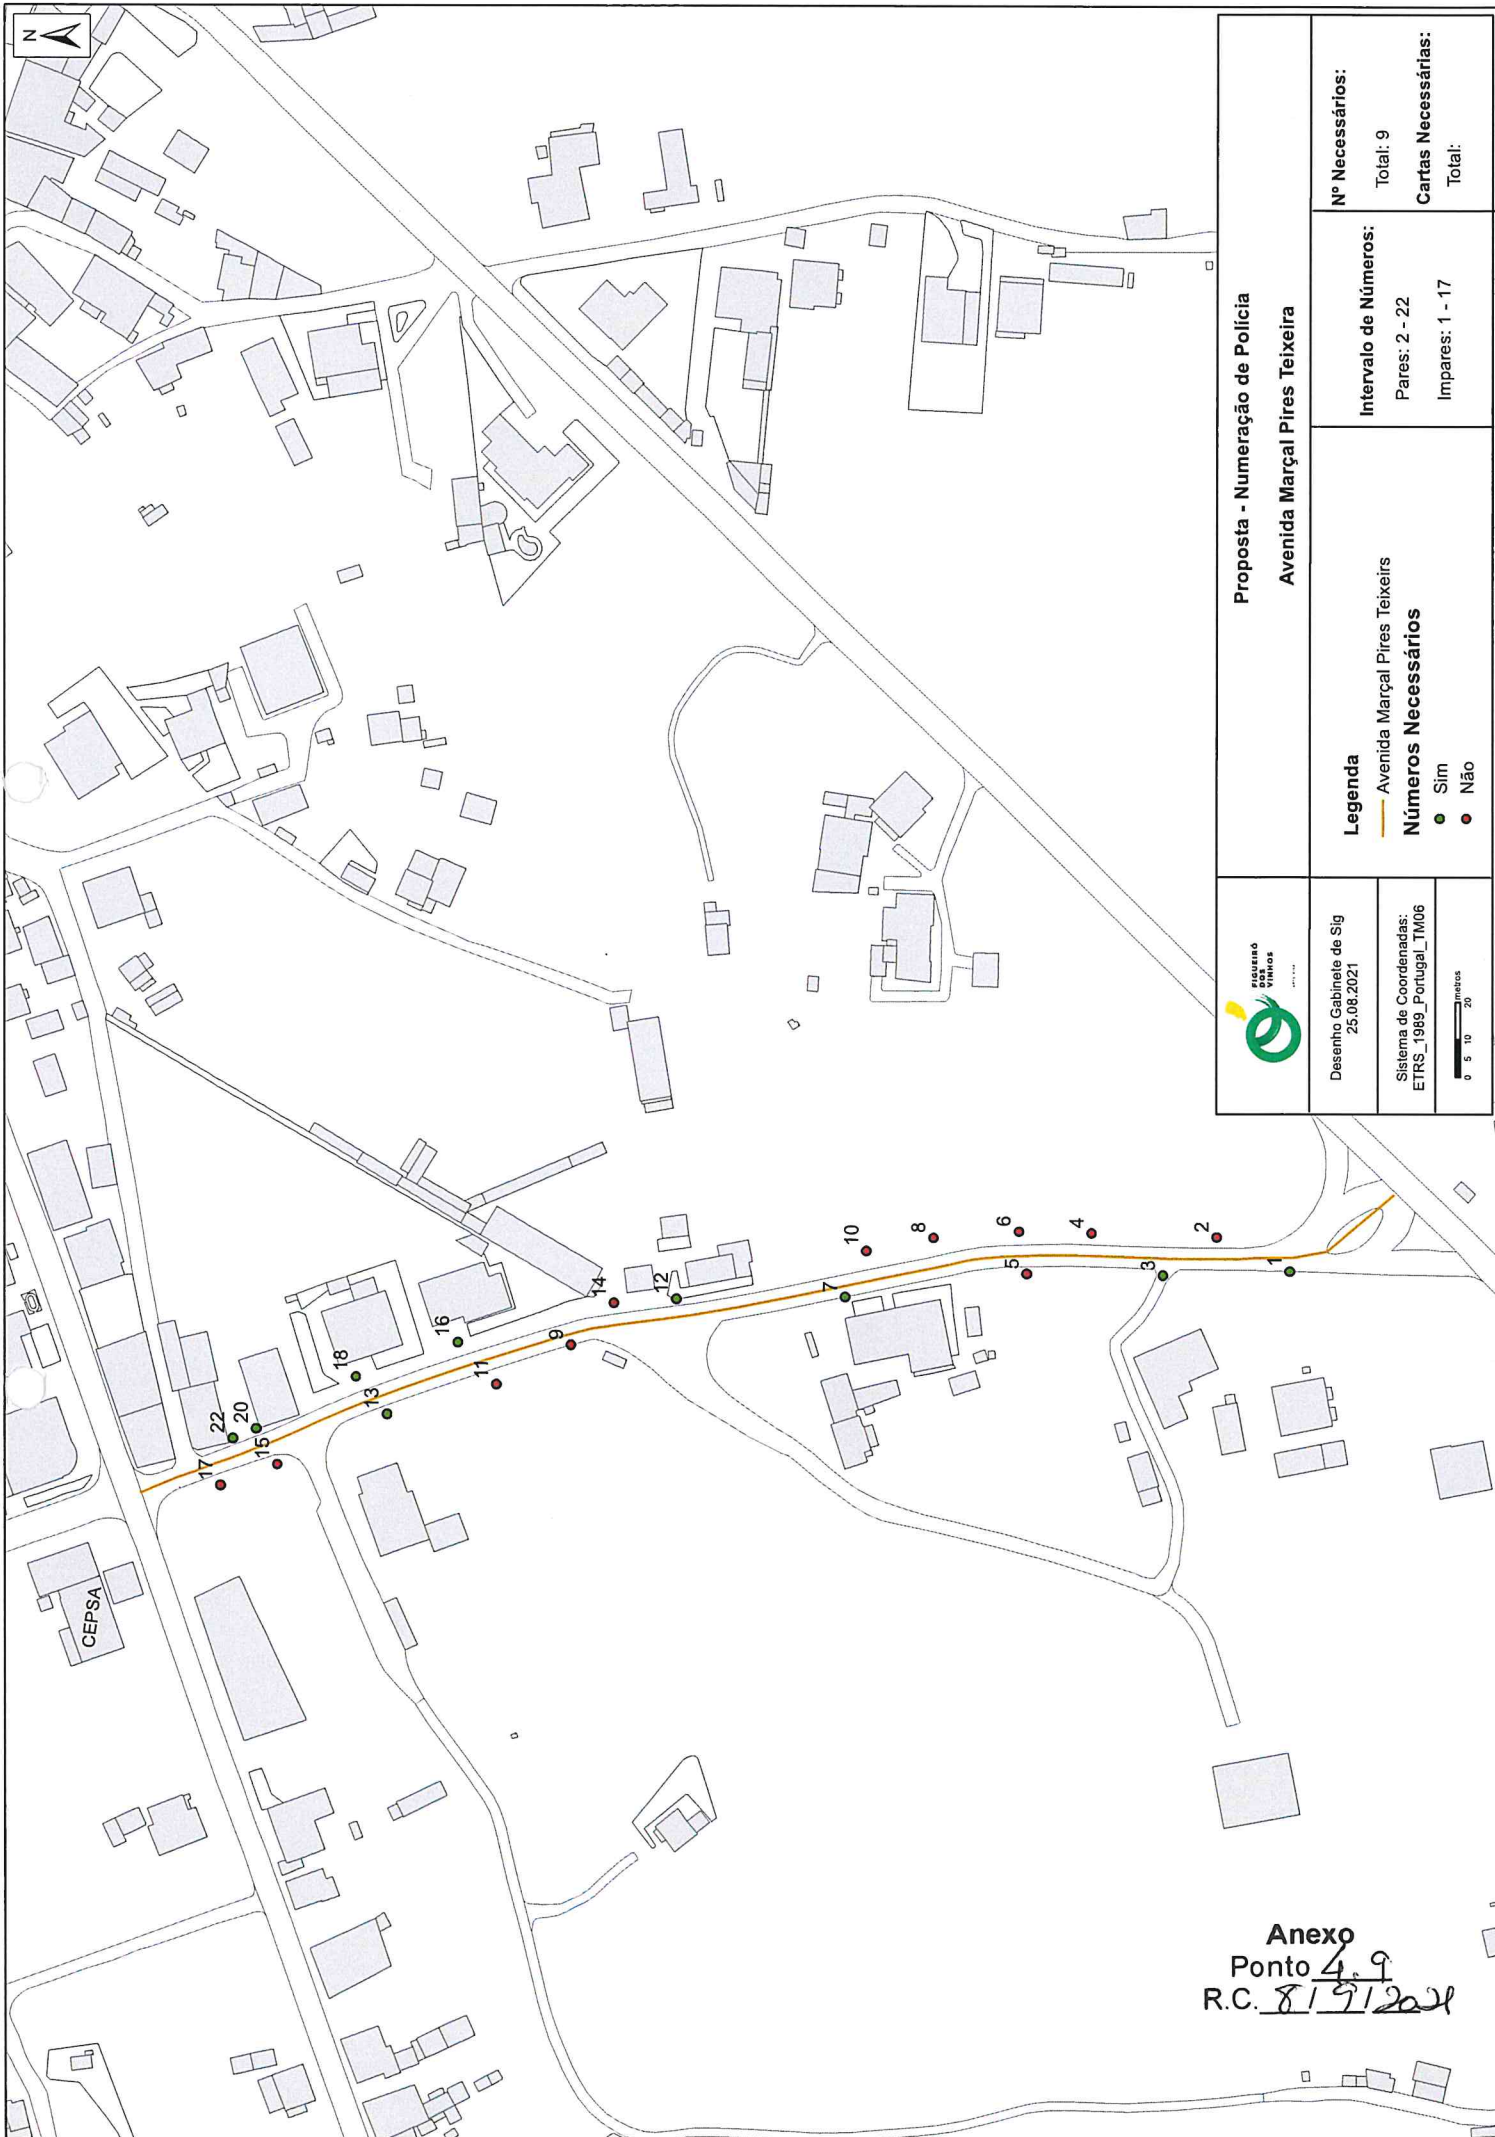 N
CEPSA
17
22
20
15
18
13
16
11
9
14
12
7
10
8
6
5
4
3
2
1
FIGUEIRÓ
DOS
VINHOS
Desenho Gabinete de Sig
25.08.2021
Sistema de Coordenadas:
ETRS_1989_Portugal_TM06
0 5 10 20
metros
Proposta - Numeração de Polícia
Avenida Marçal Pires Teixeira
Legenda
Avenida Marçal Pires Teixeirs
Números Necessários
Sim
Não
Intervalo de Números:
Pares: 2 - 22
Impares: 1 - 17
Nº Necessários:
Total: 9
Cartas Necessárias:
Total:
Anexo
Ponto 4.9
R.C. 8/9/2021